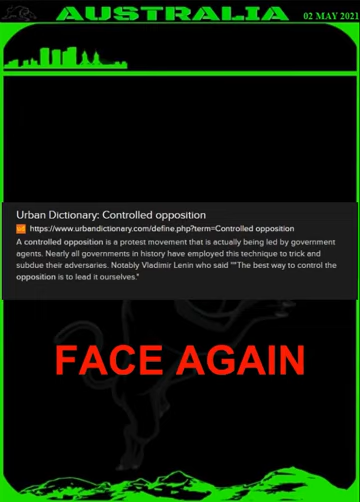 AUSTRALIA
02 MAY 2021
Urban Dictionary: Controlled opposition
https://www.urbandictionary.com/define.php?term=Controlled opposition
A controlled opposition is a protest movement that is actually being led by government
agents. Nearly all governments in history have employed this technique to trick and
subdue their adversaries. Notably Vladimir Lenin who said ""The best way to control the
opposition is to lead it ourselves."
FACE AGAIN